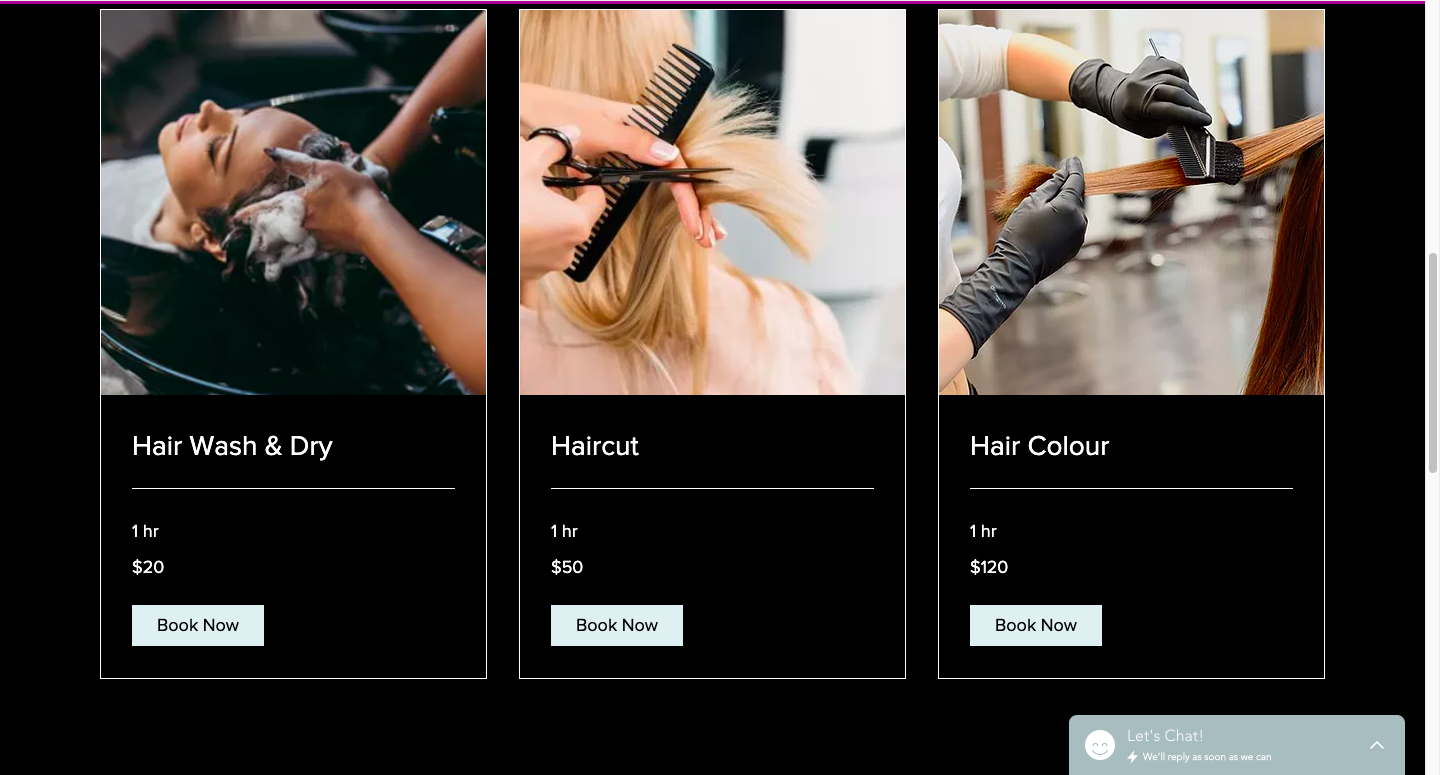 Hair Wash & Dry
1 hr
$20
Book Now
Haircut
1 hr
$50
Book Now
Hair Colour
1 hr
$120
Book Now
Let's Chat!
We'll reply as soon as we can